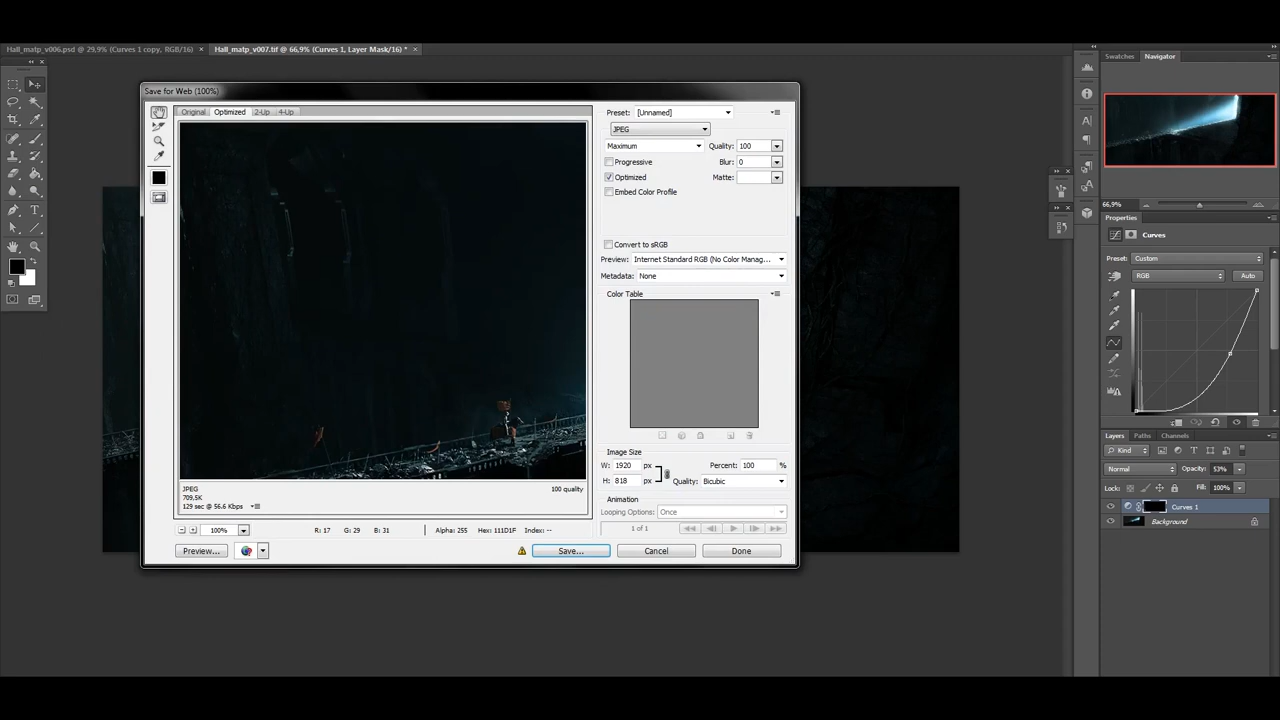 Hall_matp_v006.psd @ 29,9% (Curves 1 copy, RGB/16) ×
Hall_matp_v007.tif @ 66,9% (Curves 1, Layer Mask/16) * ×
Swatches Navigator
Save for Web (100%)
Original Optimized 2-Up 4-Up
Preset: [Unnamed]
JPEG
Maximum Quality: 100
Progressive Blur: 0
Optimized Matte:
Embed Color Profile
Convert to sRGB
Preview: Internet Standard RGB (No Color Manag...
Metadata: None
Color Table
Image Size
W: 1920 px Percent: 100 %
H: 818 px Quality: Bicubic
Animation
Looping Options: Once
1 of 1
JPEG 100 quality
709,5K
129 sec @ 56.6 Kbps
100% R: 17 G: 29 B: 31 Alpha: 255 Hex: 111D1F Index: --
Preview... Save... Cancel Done
66,9%
Properties
Curves
Preset: Custom
RGB Auto
Layers Paths Channels
Kind
Normal Opacity: 53%
Lock: Fill: 100%
Curves 1
Background